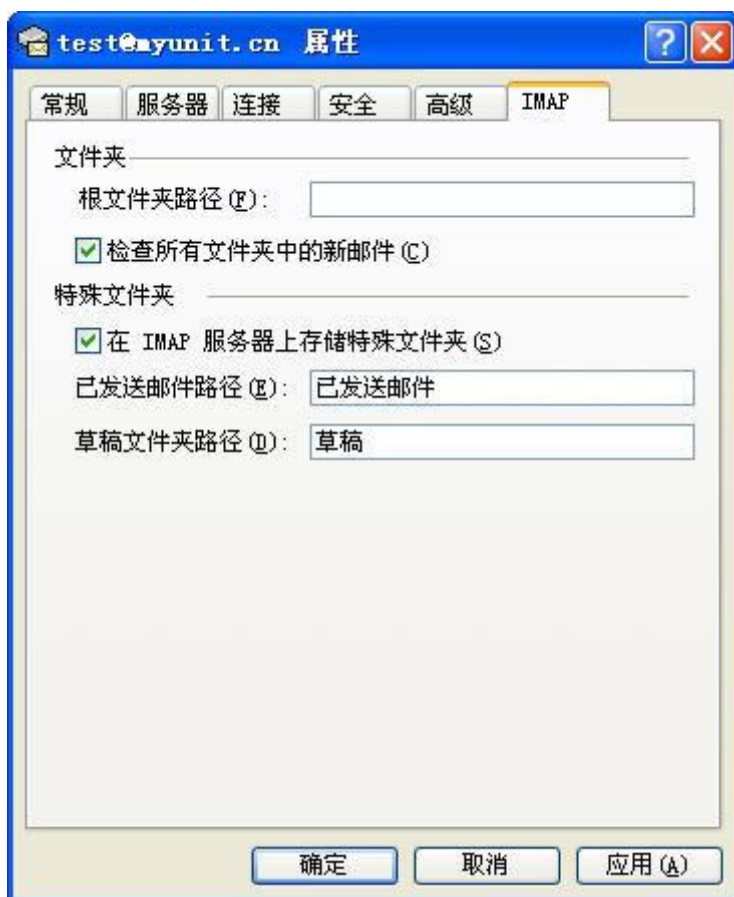 test@myunit.cn 属性
常规 服务器 连接 安全 高级 IMAP
文件夹
根文件夹路径(F):
检查所有文件夹中的新邮件(C)
特殊文件夹
在 IMAP 服务器上存储特殊文件夹(S)
已发送邮件路径(E): 已发送邮件
草稿文件夹路径(D): 草稿
确定 取消 应用(A)